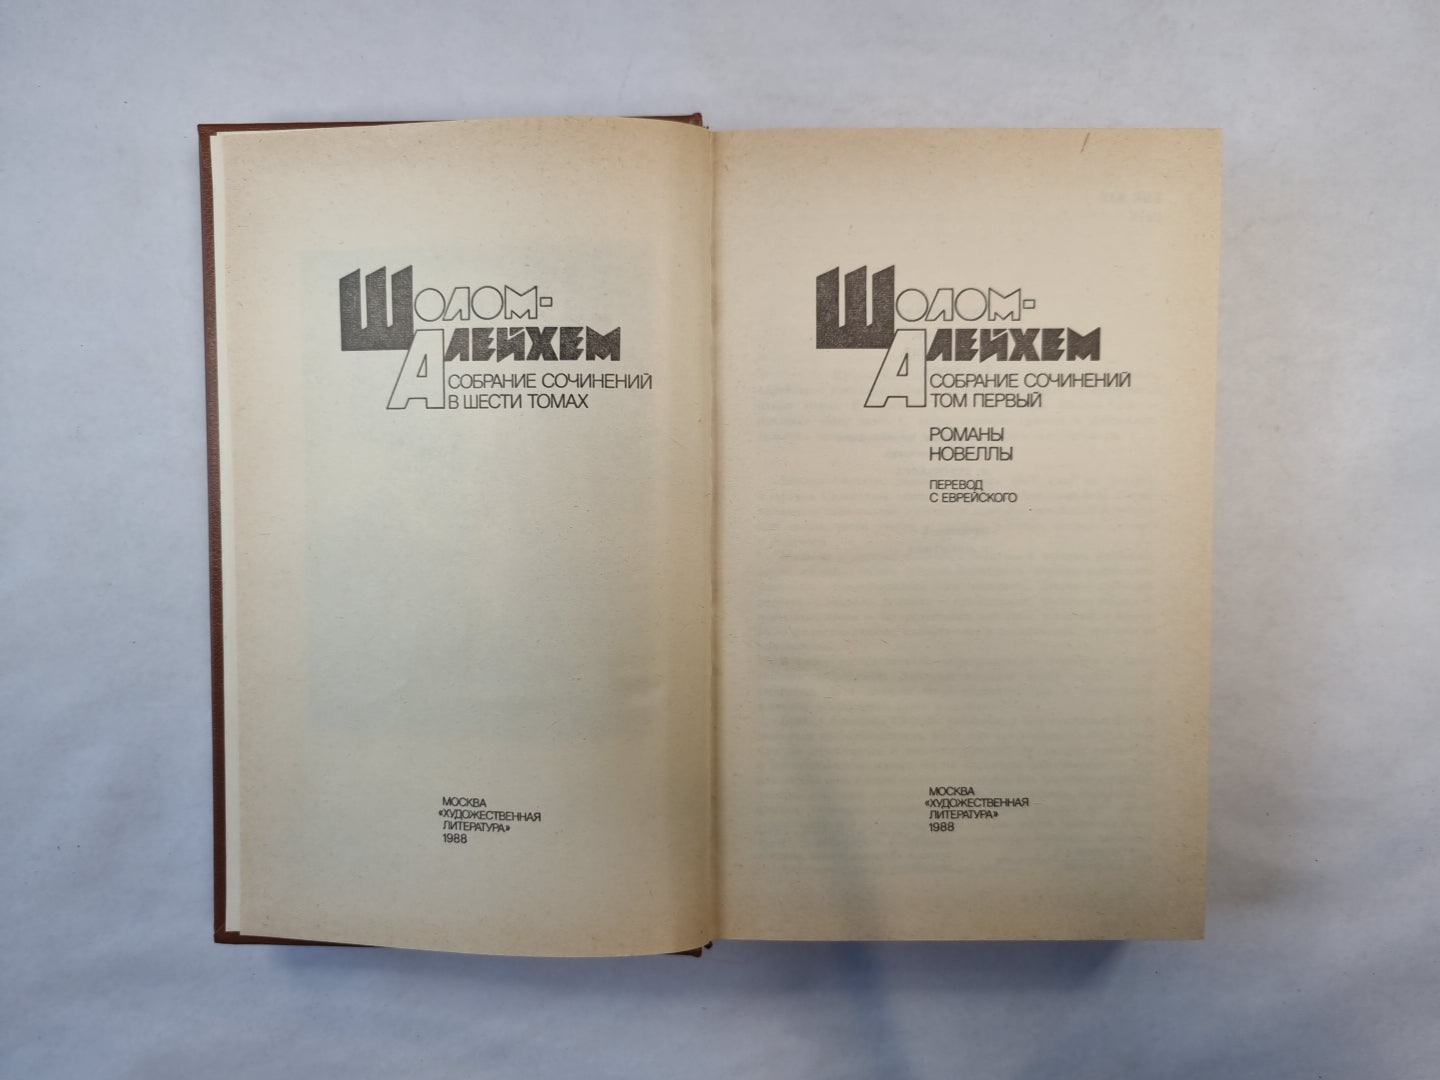 Шолом-
Алейхем
СОБРАНИЕ СОЧИНЕНИЙ
В ШЕСТИ ТОМАХ
МОСКВА
«ХУДОЖЕСТВЕННАЯ
ЛИТЕРАТУРА»
1988
Шолом-
Алейхем
СОБРАНИЕ СОЧИНЕНИЙ
ТОМ ПЕРВЫЙ
РОМАНЫ
НОВЕЛЛЫ
ПЕРЕВОД
С ЕВРЕЙСКОГО
МОСКВА
«ХУДОЖЕСТВЕННАЯ
ЛИТЕРАТУРА»
1988